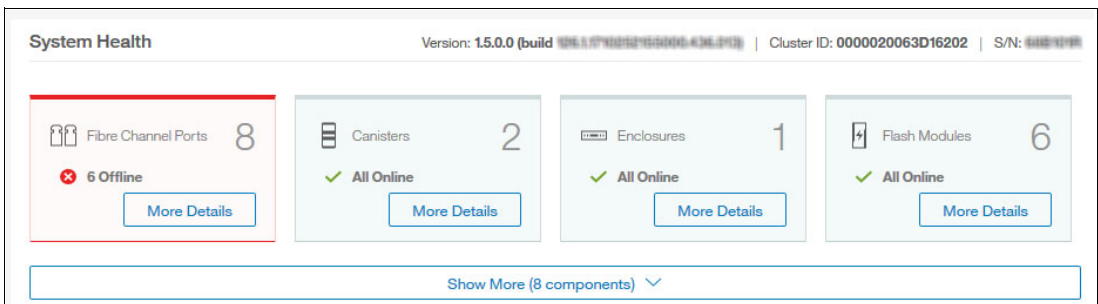 System Health
Version: 1.5.0.0 (build | Cluster ID: 0000020063D16202 | S/N:
Fibre Channel Ports 8
6 Offline
More Details
Canisters 2
All Online
More Details
Enclosures 1
All Online
More Details
Flash Modules 6
All Online
More Details
Show More (8 components)